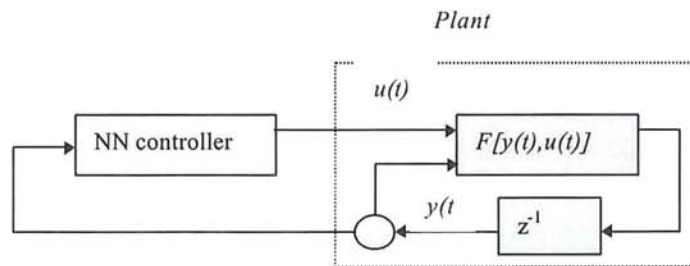 Plant
u(t)
NN controller
F[y(t),u(t)]
y(t
z-1